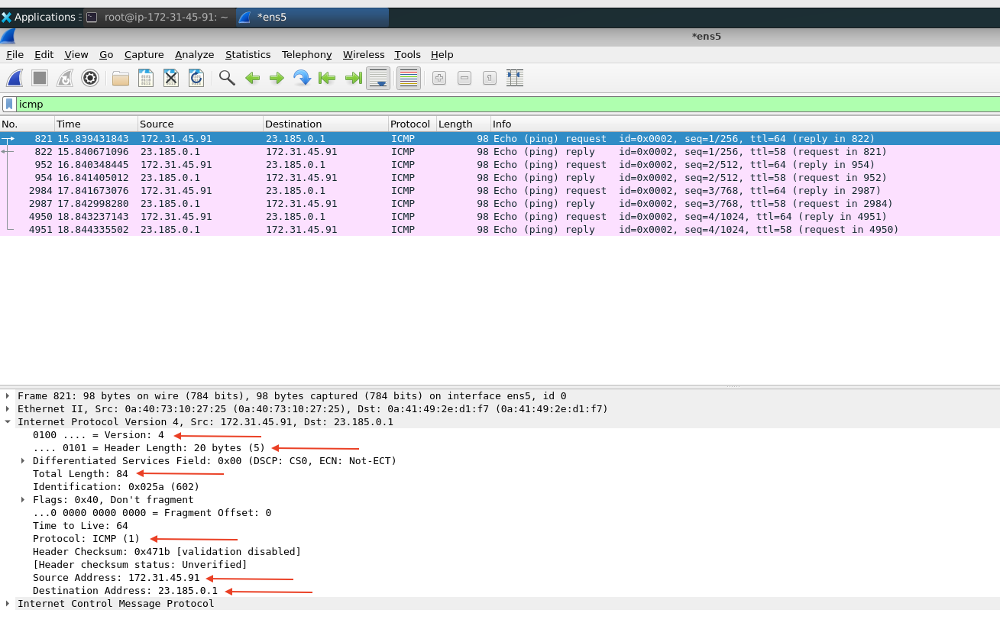 Applications root@ip-172-31-45-91: ~ *ens5
*ens5
File Edit View Go Capture Analyze Statistics Telephony Wireless Tools Help
icmp
No. Time Source Destination Protocol Length Info
821 15.839431843 172.31.45.91 23.185.0.1 ICMP 98 Echo (ping) request id=0x0002, seq=1/256, ttl=64 (reply in 822)
822 15.840671096 23.185.0.1 172.31.45.91 ICMP 98 Echo (ping) reply id=0x0002, seq=1/256, ttl=58 (request in 821)
952 16.840348445 172.31.45.91 23.185.0.1 ICMP 98 Echo (ping) request id=0x0002, seq=2/512, ttl=64 (reply in 954)
954 16.841405012 23.185.0.1 172.31.45.91 ICMP 98 Echo (ping) reply id=0x0002, seq=2/512, ttl=58 (request in 952)
2984 17.841673076 172.31.45.91 23.185.0.1 ICMP 98 Echo (ping) request id=0x0002, seq=3/768, ttl=64 (reply in 2987)
2987 17.842998280 23.185.0.1 172.31.45.91 ICMP 98 Echo (ping) reply id=0x0002, seq=3/768, ttl=58 (request in 2984)
4950 18.843237143 172.31.45.91 23.185.0.1 ICMP 98 Echo (ping) request id=0x0002, seq=4/1024, ttl=64 (reply in 4951)
4951 18.844335502 23.185.0.1 172.31.45.91 ICMP 98 Echo (ping) reply id=0x0002, seq=4/1024, ttl=58 (request in 4950)
Frame 821: 98 bytes on wire (784 bits), 98 bytes captured (784 bits) on interface ens5, id 0
Ethernet II, Src: 0a:40:73:10:27:25 (0a:40:73:10:27:25), Dst: 0a:41:49:2e:d1:f7 (0a:41:49:2e:d1:f7)
Internet Protocol Version 4, Src: 172.31.45.91, Dst: 23.185.0.1
0100 .... = Version: 4
.... 0101 = Header Length: 20 bytes (5)
Differentiated Services Field: 0x00 (DSCP: CS0, ECN: Not-ECT)
Total Length: 84
Identification: 0x025a (602)
Flags: 0x40, Don't fragment
...0 0000 0000 0000 = Fragment Offset: 0
Time to Live: 64
Protocol: ICMP (1)
Header Checksum: 0x471b [validation disabled]
[Header checksum status: Unverified]
Source Address: 172.31.45.91
Destination Address: 23.185.0.1
Internet Control Message Protocol